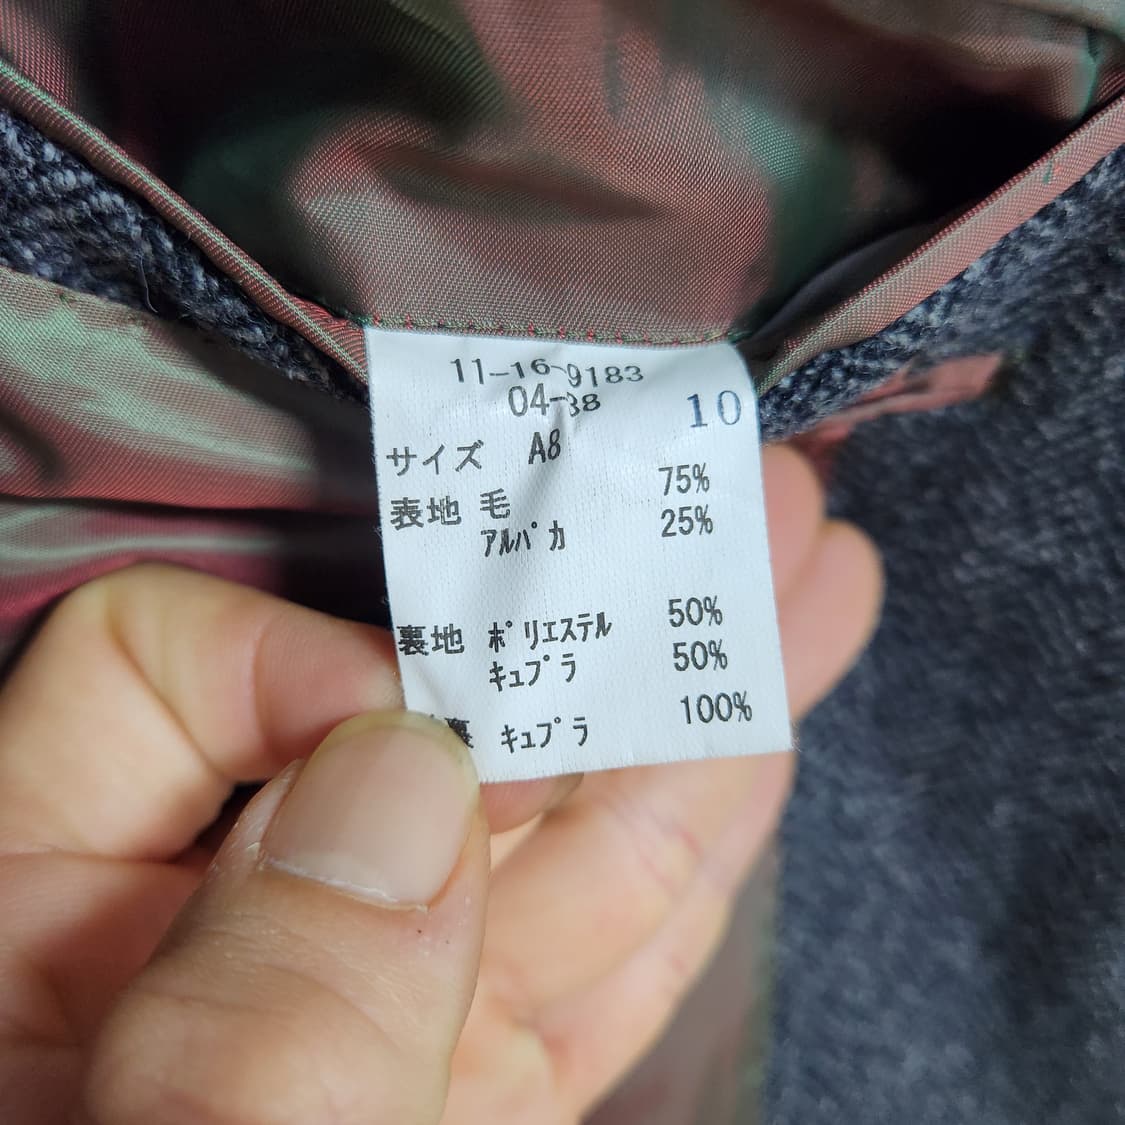 11-16-9183
04-38 10
サイズ A8
表地 毛 75%
ｱﾙﾊﾟｶ 25%
裏地 ﾎﾟﾘｴｽﾃﾙ 50%
ｷｭﾌﾟﾗ 50%
裏 ｷｭﾌﾟﾗ 100%